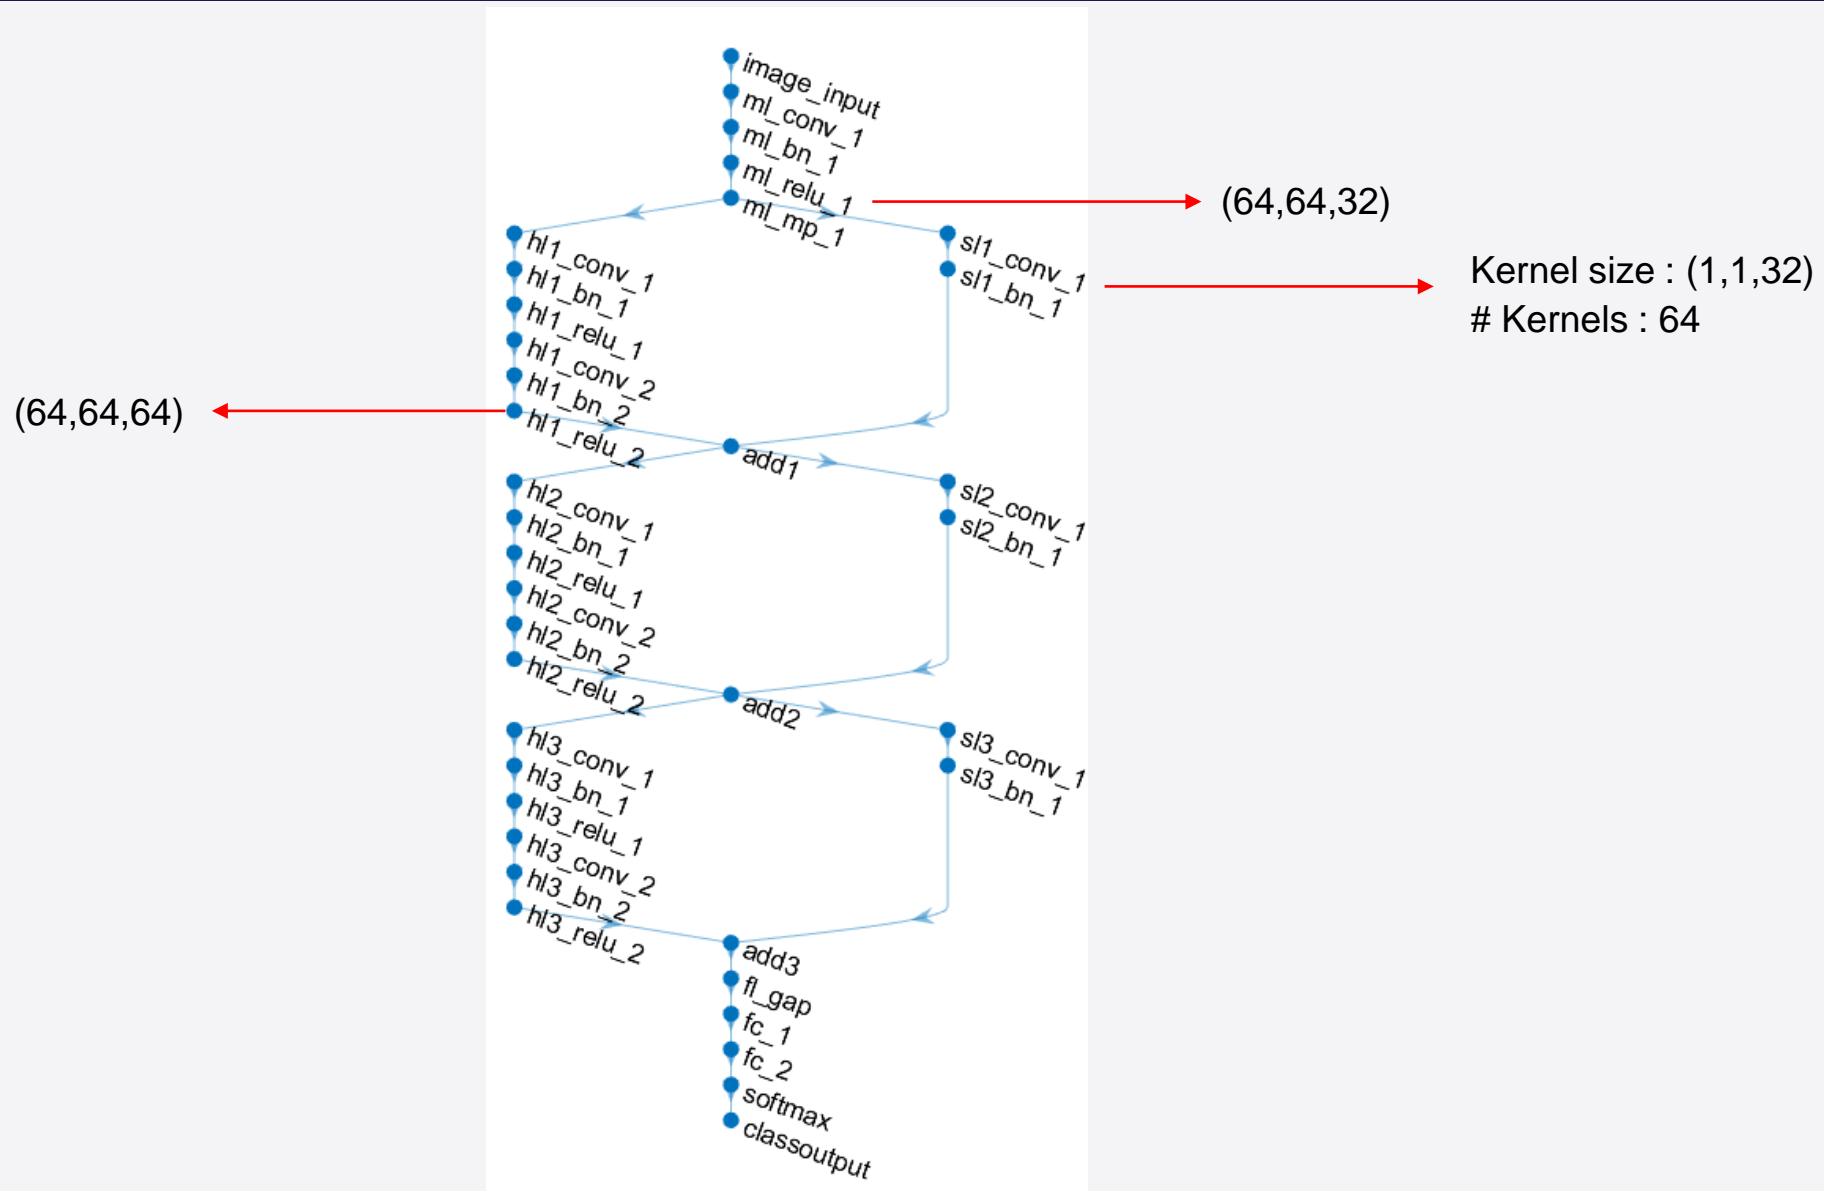 image_input
ml_conv_1
ml_bn_1
ml_relu_1
ml_mp_1
(64,64,32)
hl1_conv_1
hl1_bn_1
hl1_relu_1
hl1_conv_2
hl1_bn_2
hl1_relu_2
(64,64,64)
sl1_conv_1
sl1_bn_1
Kernel size : (1,1,32)
# Kernels : 64
add1
hl2_conv_1
hl2_bn_1
hl2_relu_1
hl2_conv_2
hl2_bn_2
hl2_relu_2
sl2_conv_1
sl2_bn_1
add2
hl3_conv_1
hl3_bn_1
hl3_relu_1
hl3_conv_2
hl3_bn_2
hl3_relu_2
sl3_conv_1
sl3_bn_1
add3
fl_gap
fc_1
fc_2
softmax
classoutput